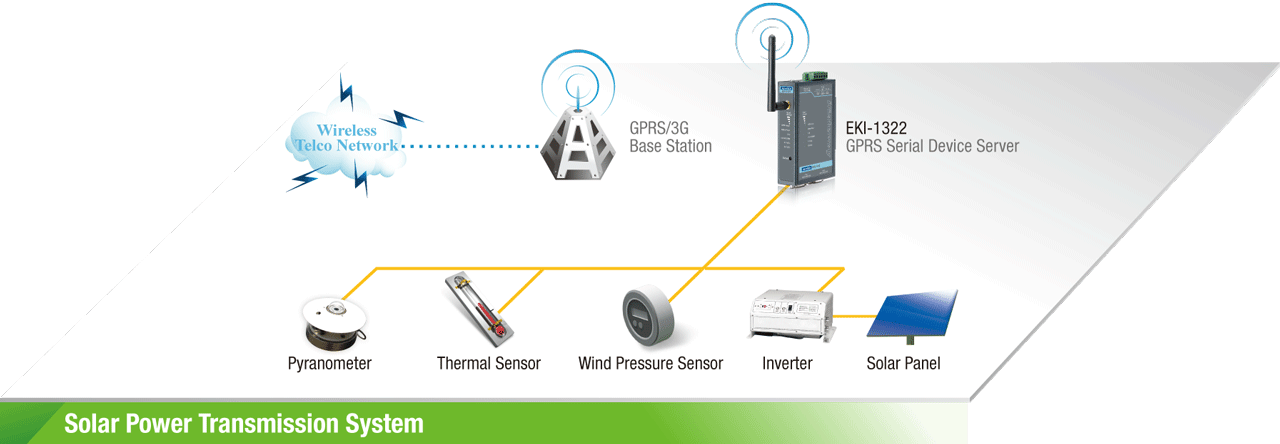 Wireless
Telco Network
GPRS/3G
Base Station
EKI-1322
GPRS Serial Device Server
Pyranometer
Thermal Sensor
Wind Pressure Sensor
Inverter
Solar Panel
Solar Power Transmission System